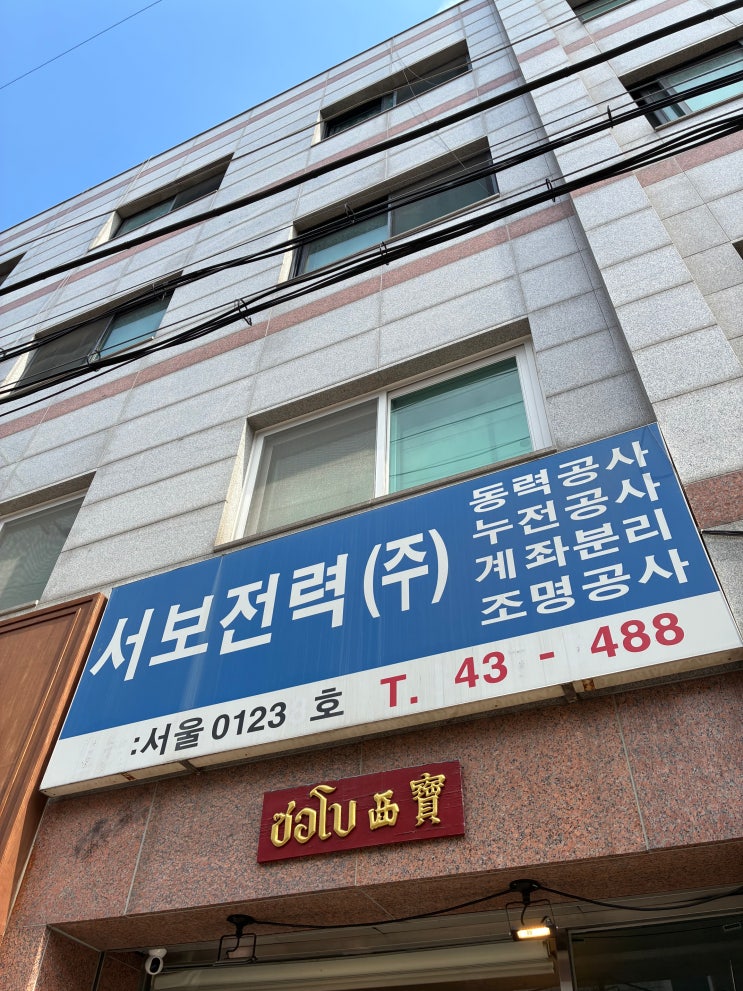 서보전력(주)
동력공사
누전공사
계좌분리
조명공사
:서울 0123 호 T. 43 - 488
ซอโบ 西寶